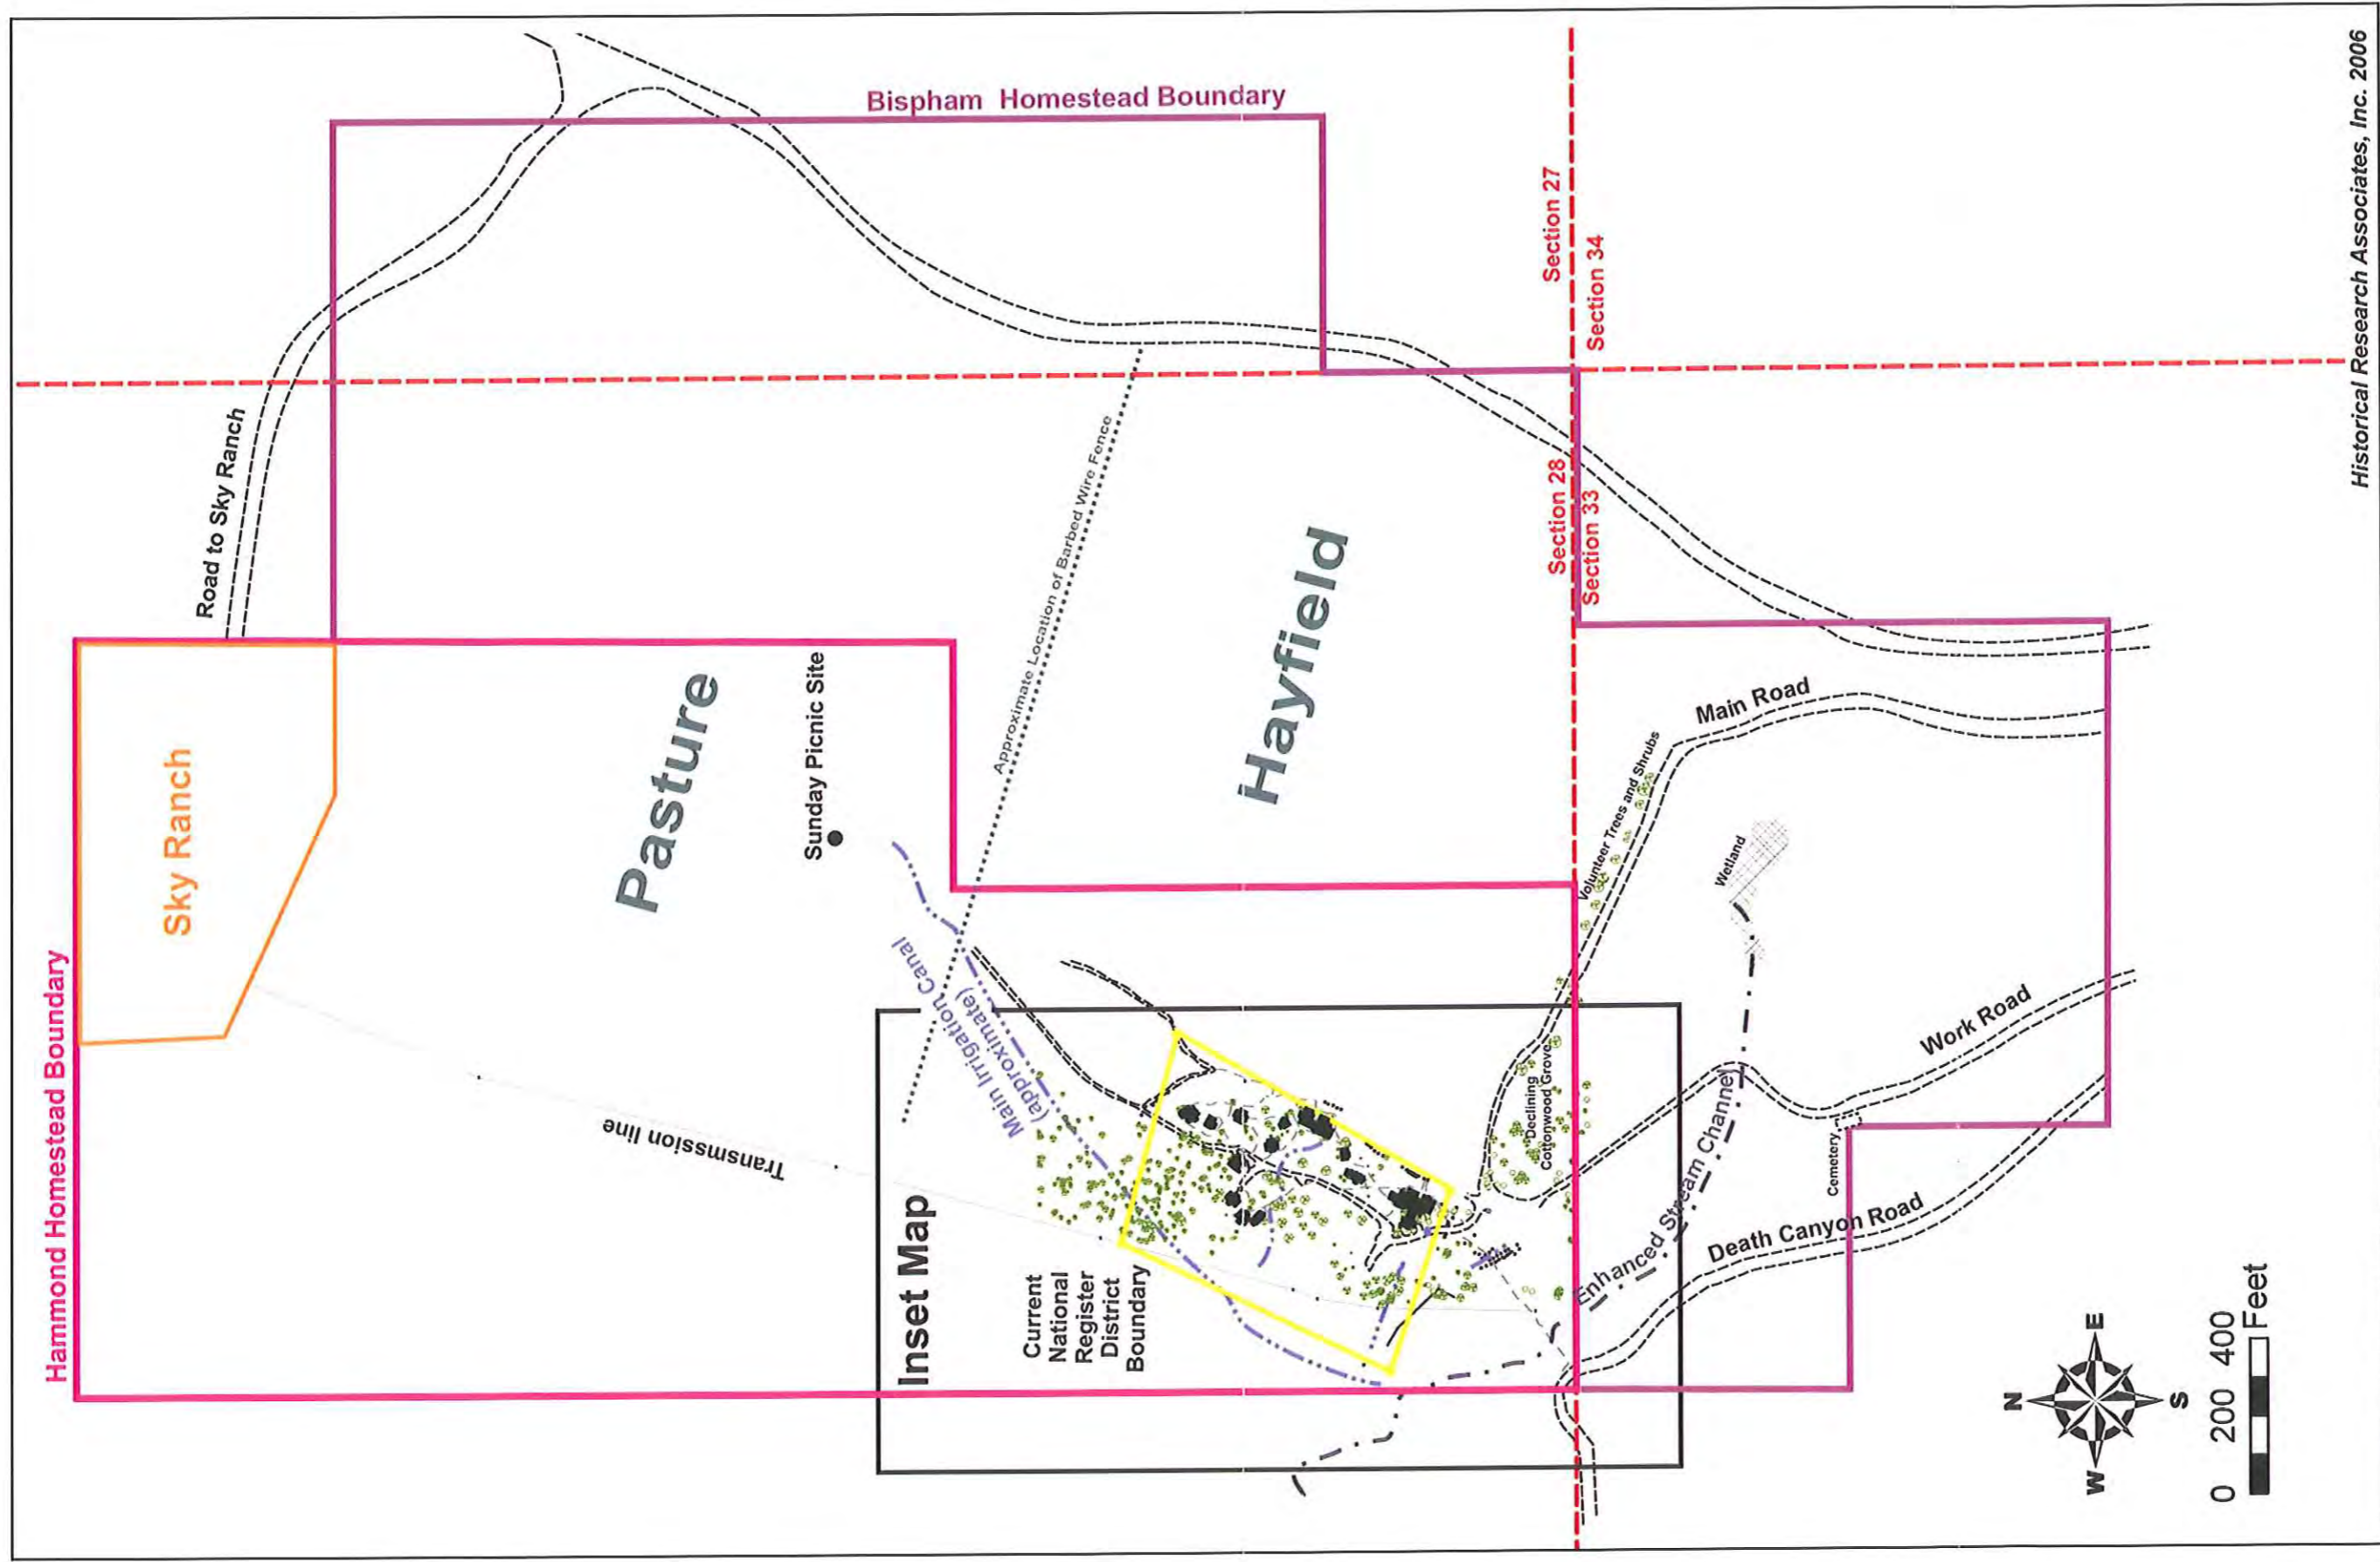 Hammond Homestead Boundary
Sky Ranch
Road to Sky Ranch
Bispham Homestead Boundary
Pasture
Sunday Picnic Site
Transmssion line
Approximate Location of Barbed Wire Fence
Hayfield
Main Irrigation Canal
(approximate)
Inset Map
Current
National
Register
District
Boundary
Section 27
Section 34
Section 28
Section 33
Main Road
Volunteer Trees and Shrubs
Wetland
Declining
Cottonwood Grove
Work Road
Enhanced Stream Channel
Cemetery
Death Canyon Road
N
E
S
W
0 200 400
Feet
Historical Research Associates, Inc. 2006